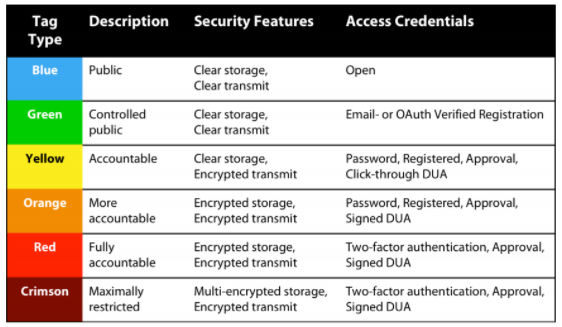 Tag Type Description Security Features Access Credentials
Blue Public Clear storage, Open
Clear transmit
Green Controlled Clear storage, Email- or OAuth Verified Registration
public Clear transmit
Yellow Accountable Clear storage, Password, Registered, Approval,
Encrypted transmit Click-through DUA
Orange More Encrypted storage, Password, Registered, Approval,
accountable Encrypted transmit Signed DUA
Red Fully Encrypted storage, Two-factor authentication, Approval,
accountable Encrypted transmit Signed DUA
Crimson Maximally Multi-encrypted storage, Two-factor authentication, Approval,
restricted Encrypted transmit Signed DUA